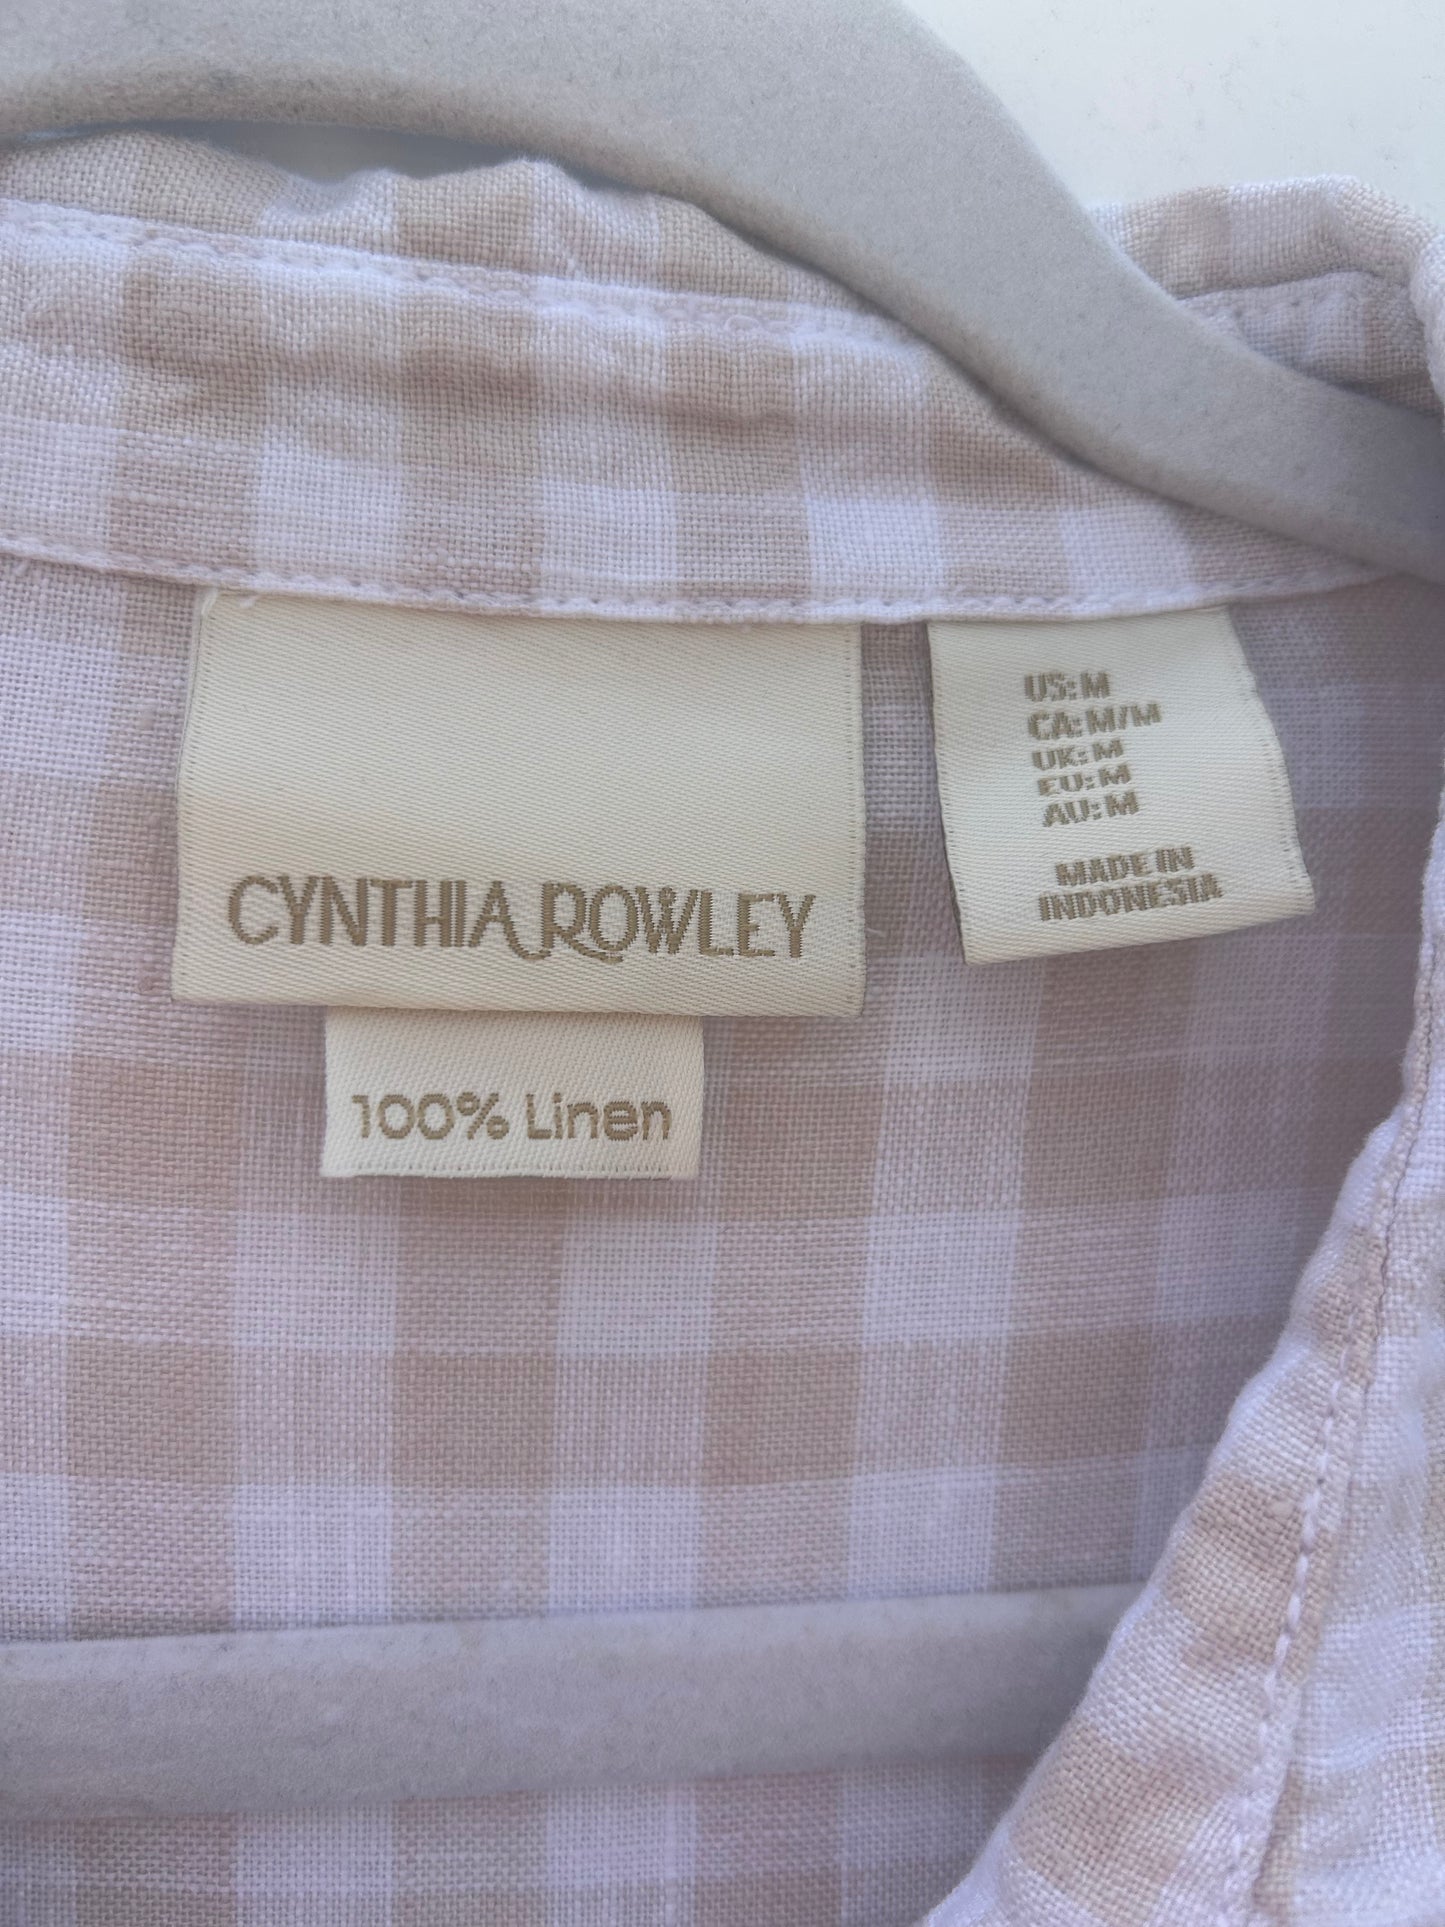 CYNTHIA ROWLEY
100% Linen
US: M
CA: M/M
UK: M
EU: M
AU: M
MADE IN
INDONESIA